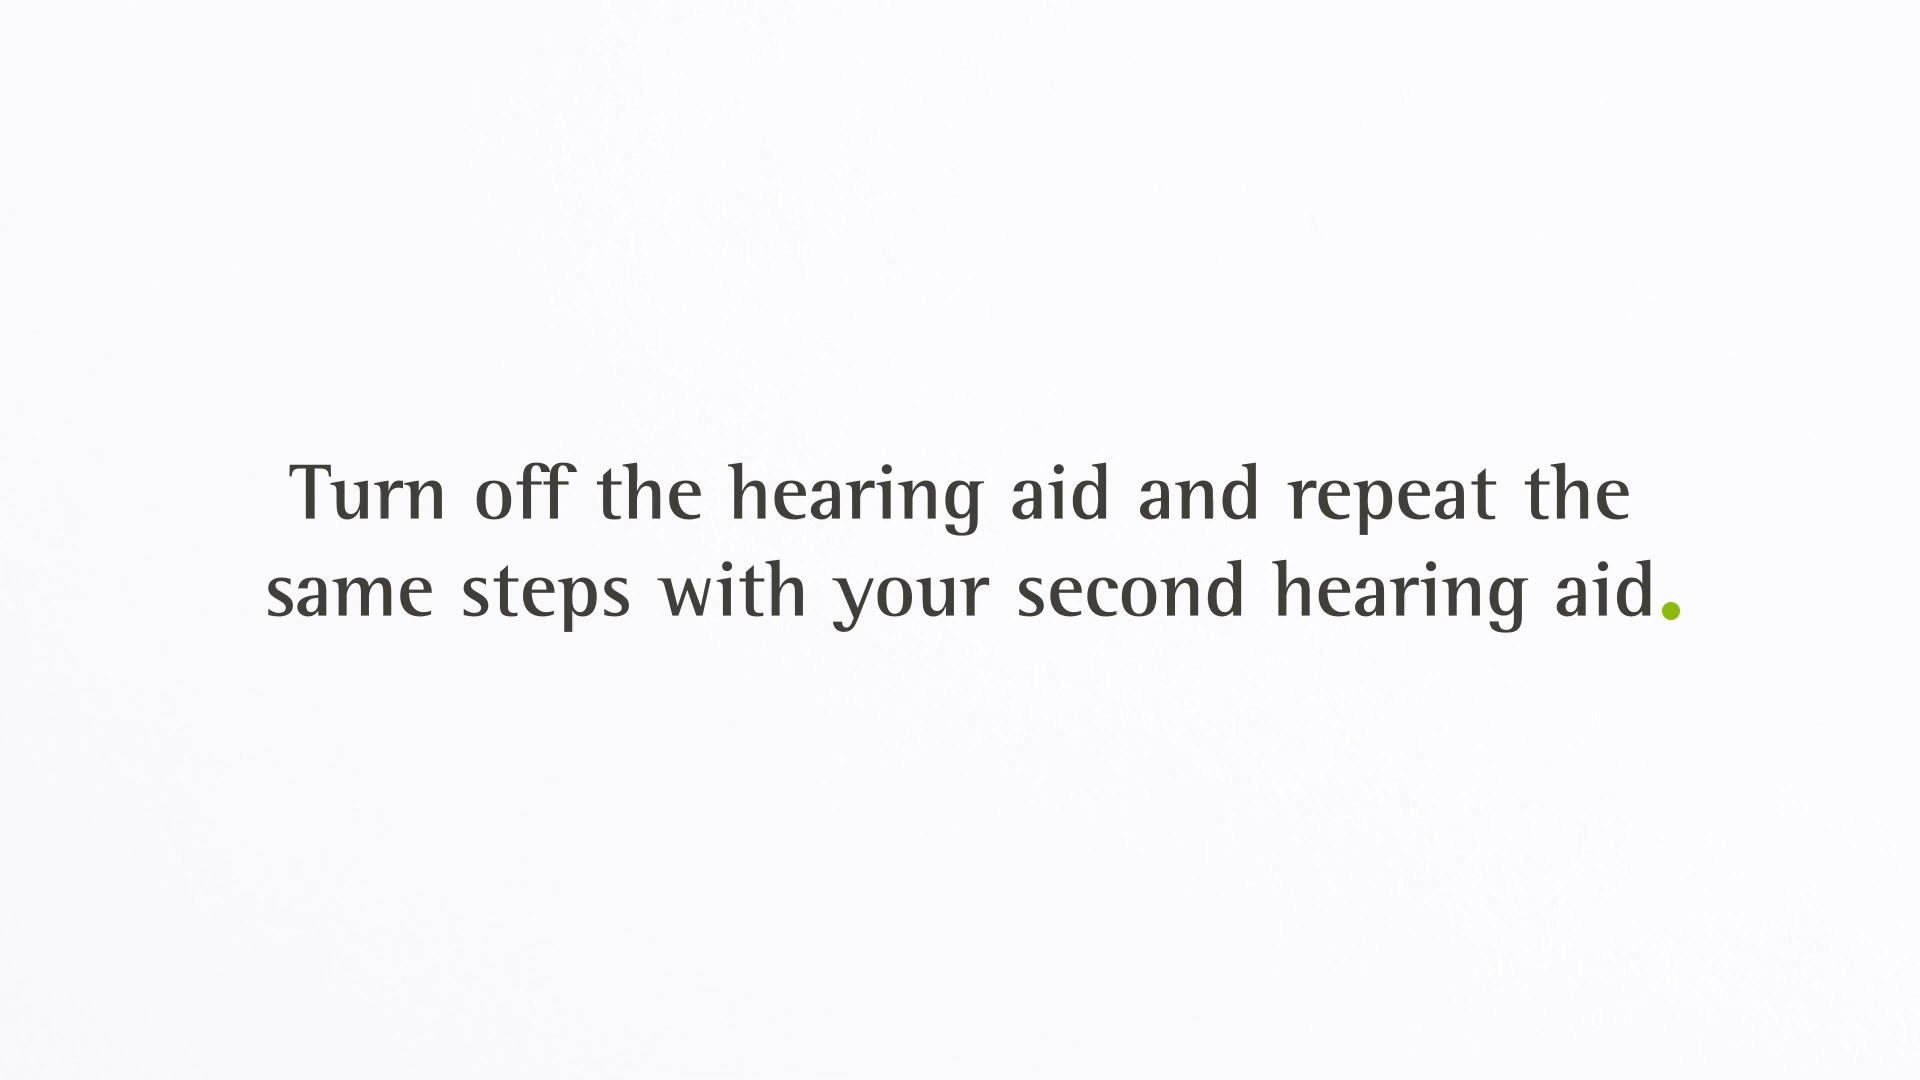 Turn off the hearing aid and repeat the
same steps with your second hearing aid.